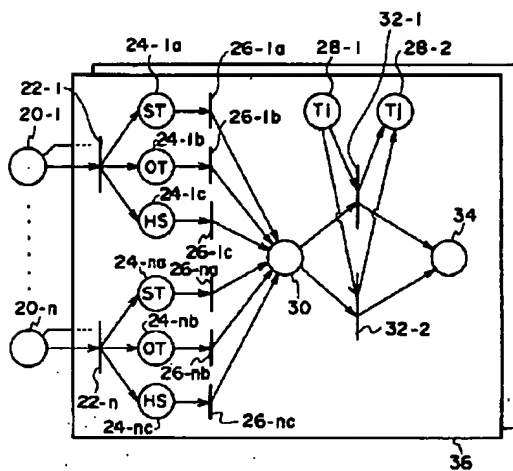 24-1a
26-1a
32-1
28-1
28-2
22-1
20-1
ST
Ti
Tj
24-1b
26-1b
OT
24-1c
HS
26-1c
34
24-na
26-na
30
20-n
ST
24-nb
32-2
OT
26-nb
22-n
HS
24-nc
26-nc
36